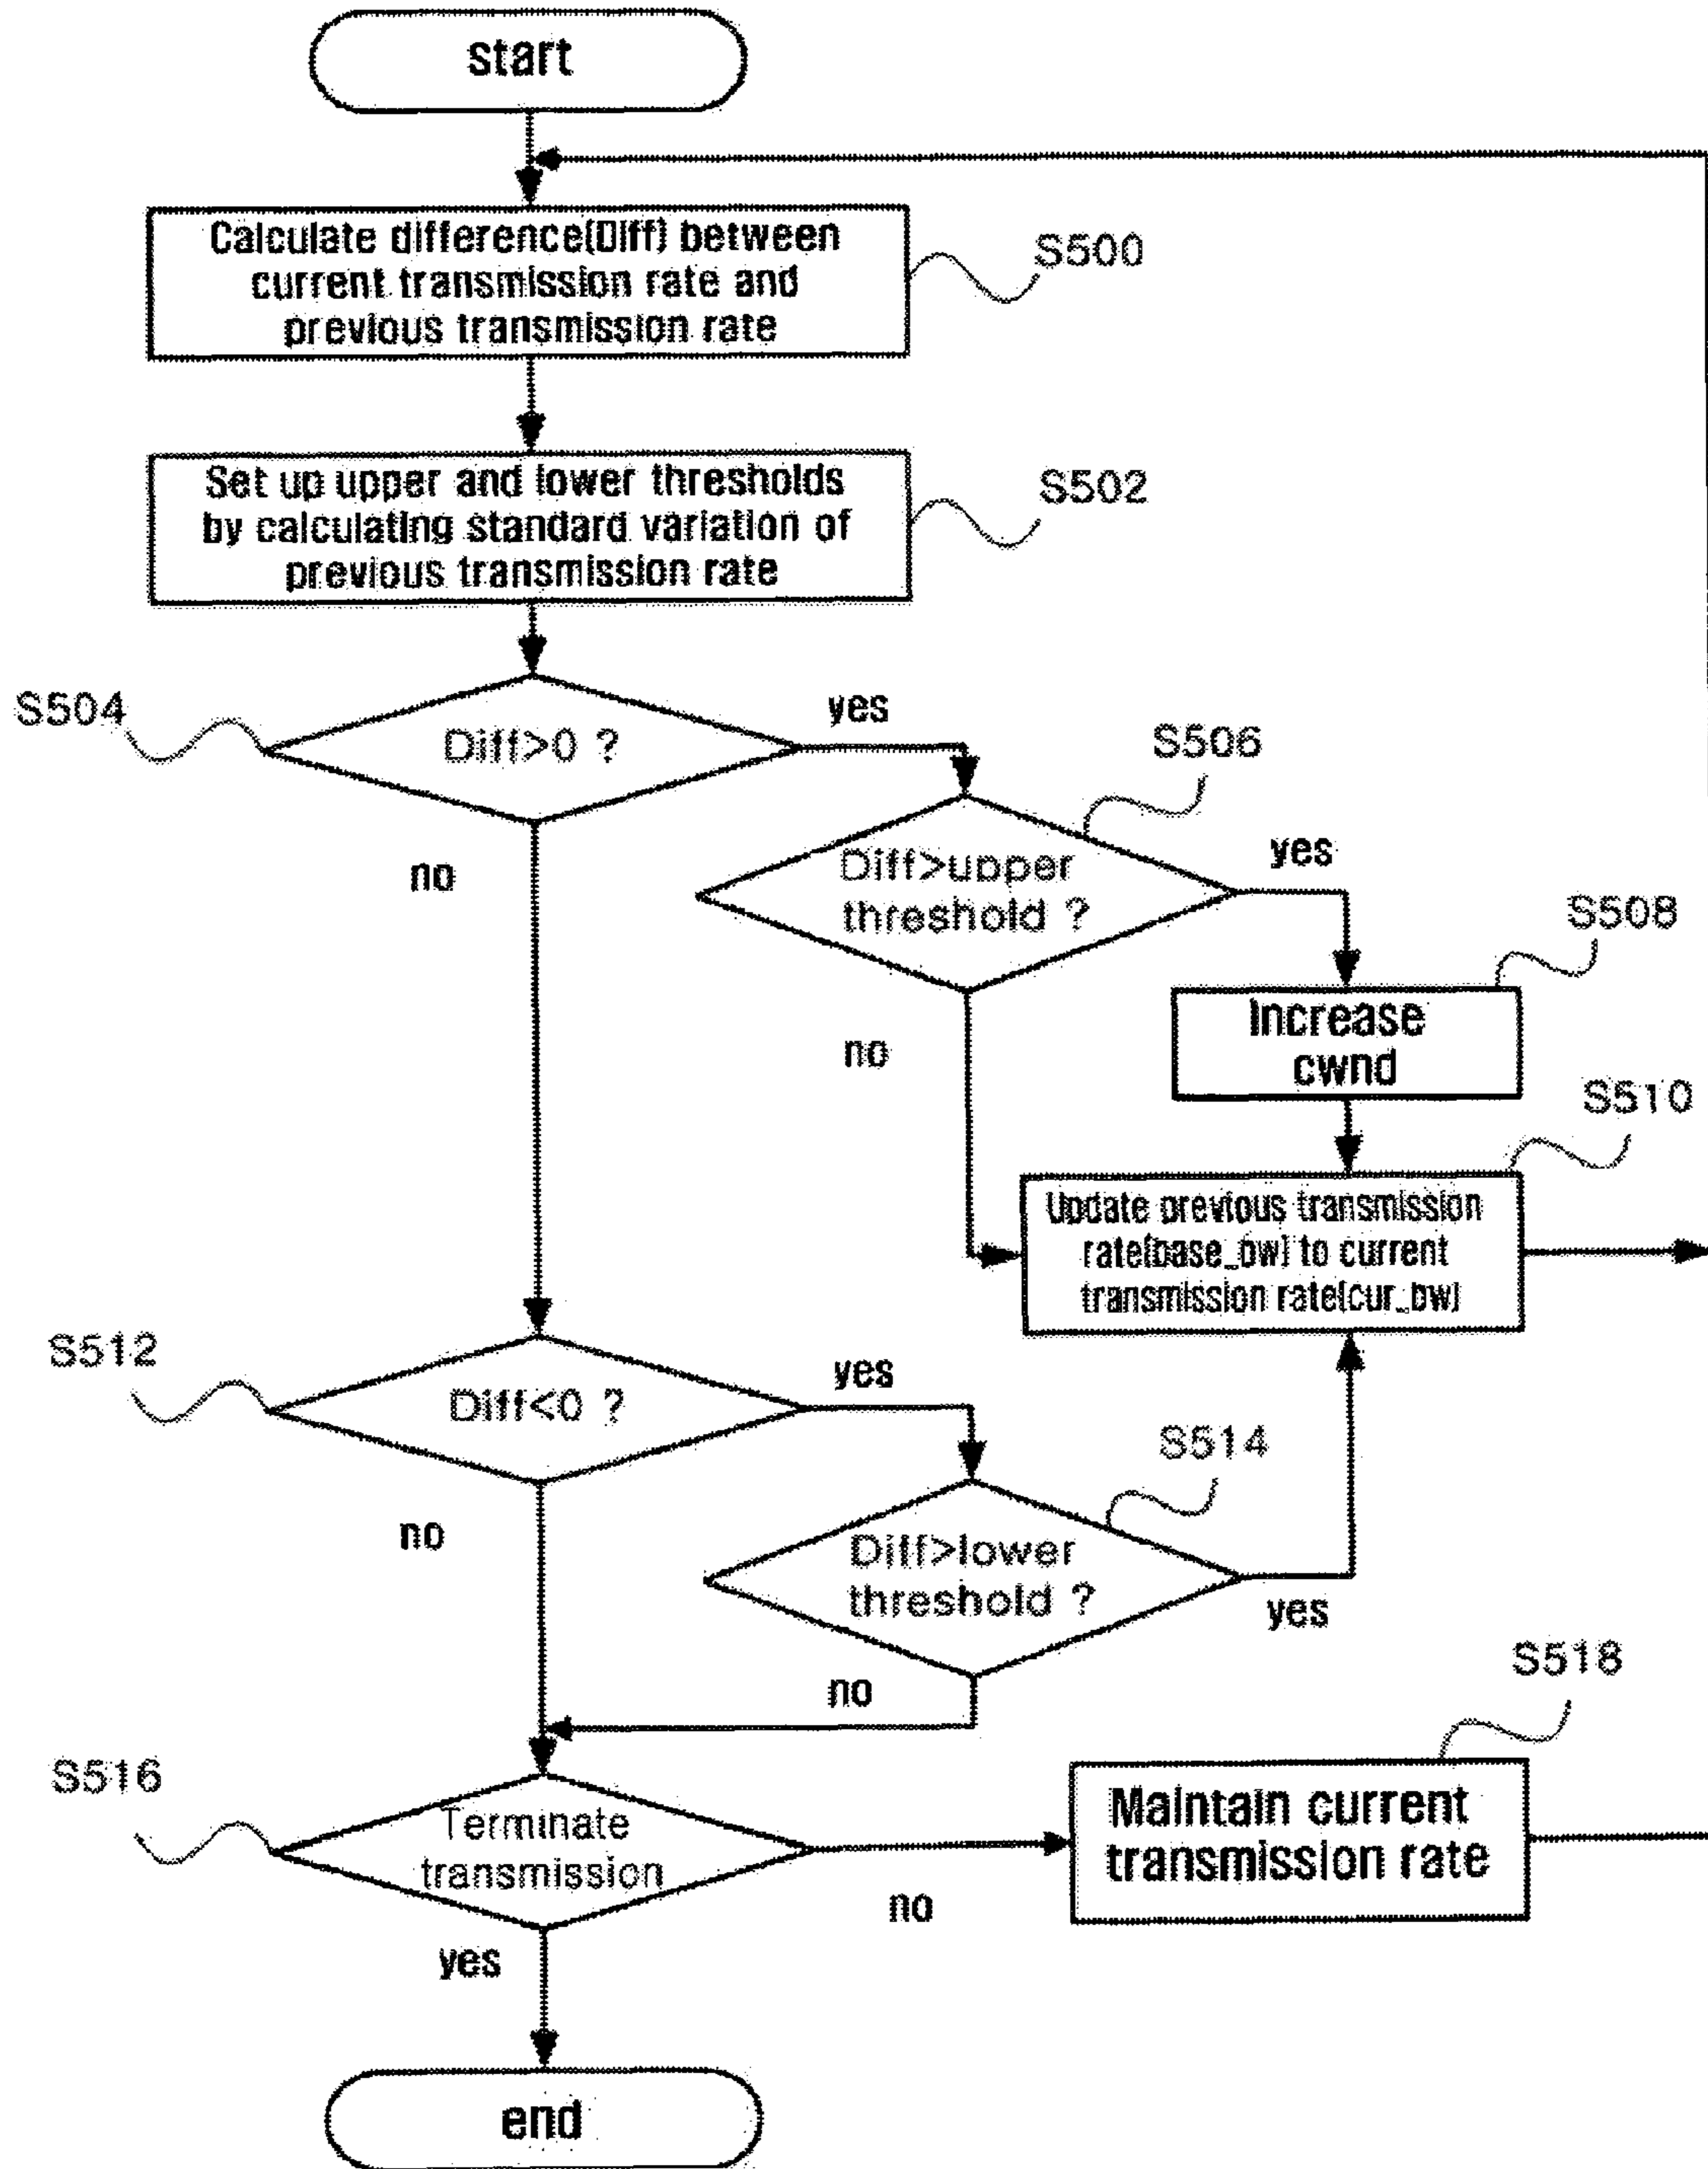 start
Calculate difference(Diff) between
current transmission rate and
previous transmission rate
S500
Set up upper and lower thresholds
by calculating standard variation of
previous transmission rate
S502
S504
Diff>0 ?
yes
no
S506
Diff>upper
threshold ?
yes
no
S508
Increase
cwnd
S510
Update previous transmission
rate(base_bw) to current
transmission rate(cur_bw)
S512
Diff<0 ?
yes
no
S514
Diff>lower
threshold ?
yes
no
S516
Terminate
transmission
no
yes
S518
Maintain current
transmission rate
end